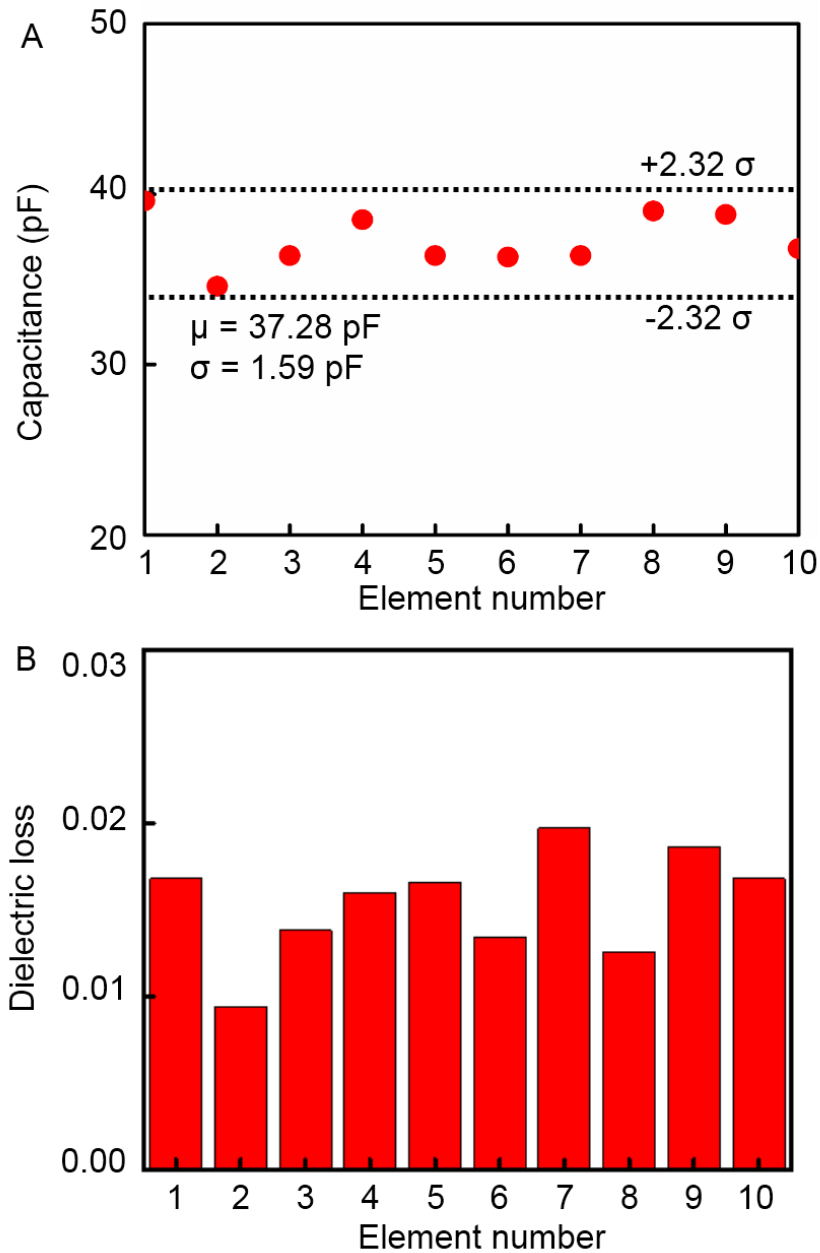 A
50
40
30
20
Capacitance (pF)
+2.32 σ
-2.32 σ
μ = 37.28 pF
σ = 1.59 pF
1 2 3 4 5 6 7 8 9 10
Element number
B
0.03
0.02
0.01
0.00
Dielectric loss
1 2 3 4 5 6 7 8 9 10
Element number